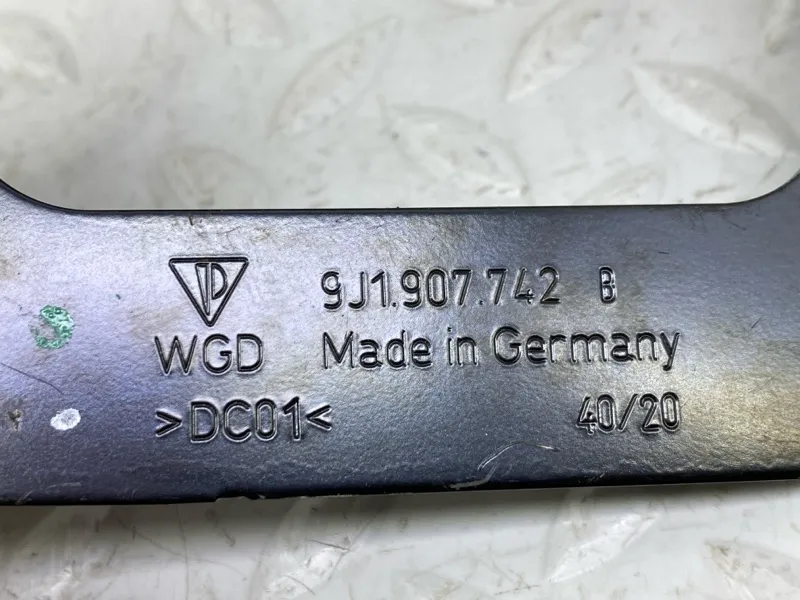 9J1.907.742 B
WGD Made in Germany
>DC01< 40/20